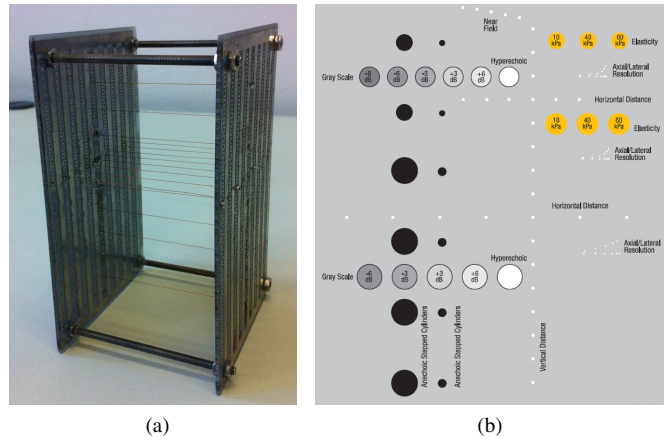 Near
Field
10
kPa
40
kPa
60
kPa
Elasticity
Hyperechoic
Axial/Lateral
Resolution
Gray Scale
-9
dB
-6
dB
-3
dB
+3
dB
+6
dB
Horizontal Distance
10
kPa
40
kPa
60
kPa
Elasticity
Axial/Lateral
Resolution
Horizontal Distance
Axial/Lateral
Resolution
Hyperechoic
Gray Scale
-6
dB
-3
dB
+3
dB
+6
dB
Anechoic Stepped Cylinders
Anechoic Stepped Cylinders
Vertical Distance
(a)
(b)